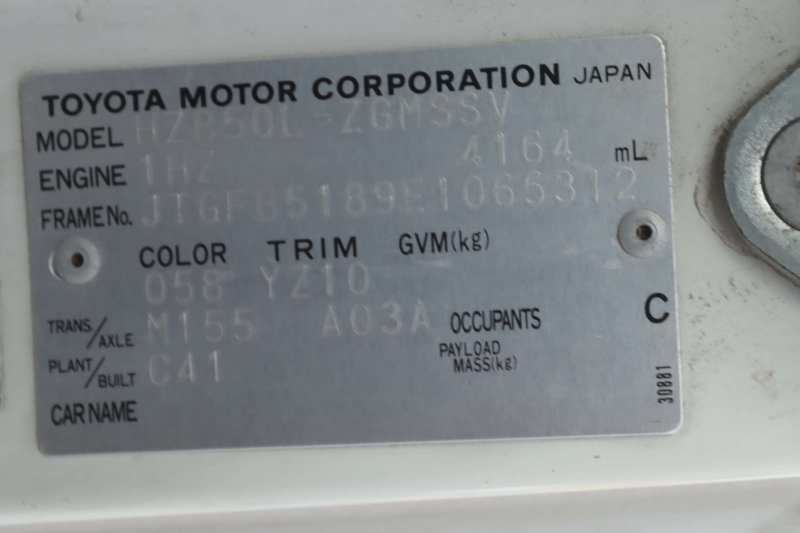 TOYOTA MOTOR CORPORATION JAPAN
MODEL HZB50L-ZGMSSV
ENGINE 1HZ 4164 mL
FRAME No. JTGFB5189E1065312
COLOR TRIM GVM(kg)
058 YZ10
TRANS/AXLE M155 A03A OCCUPANTS C
PLANT/BUILT C41 PAYLOAD MASS(kg)
CAR NAME
30881